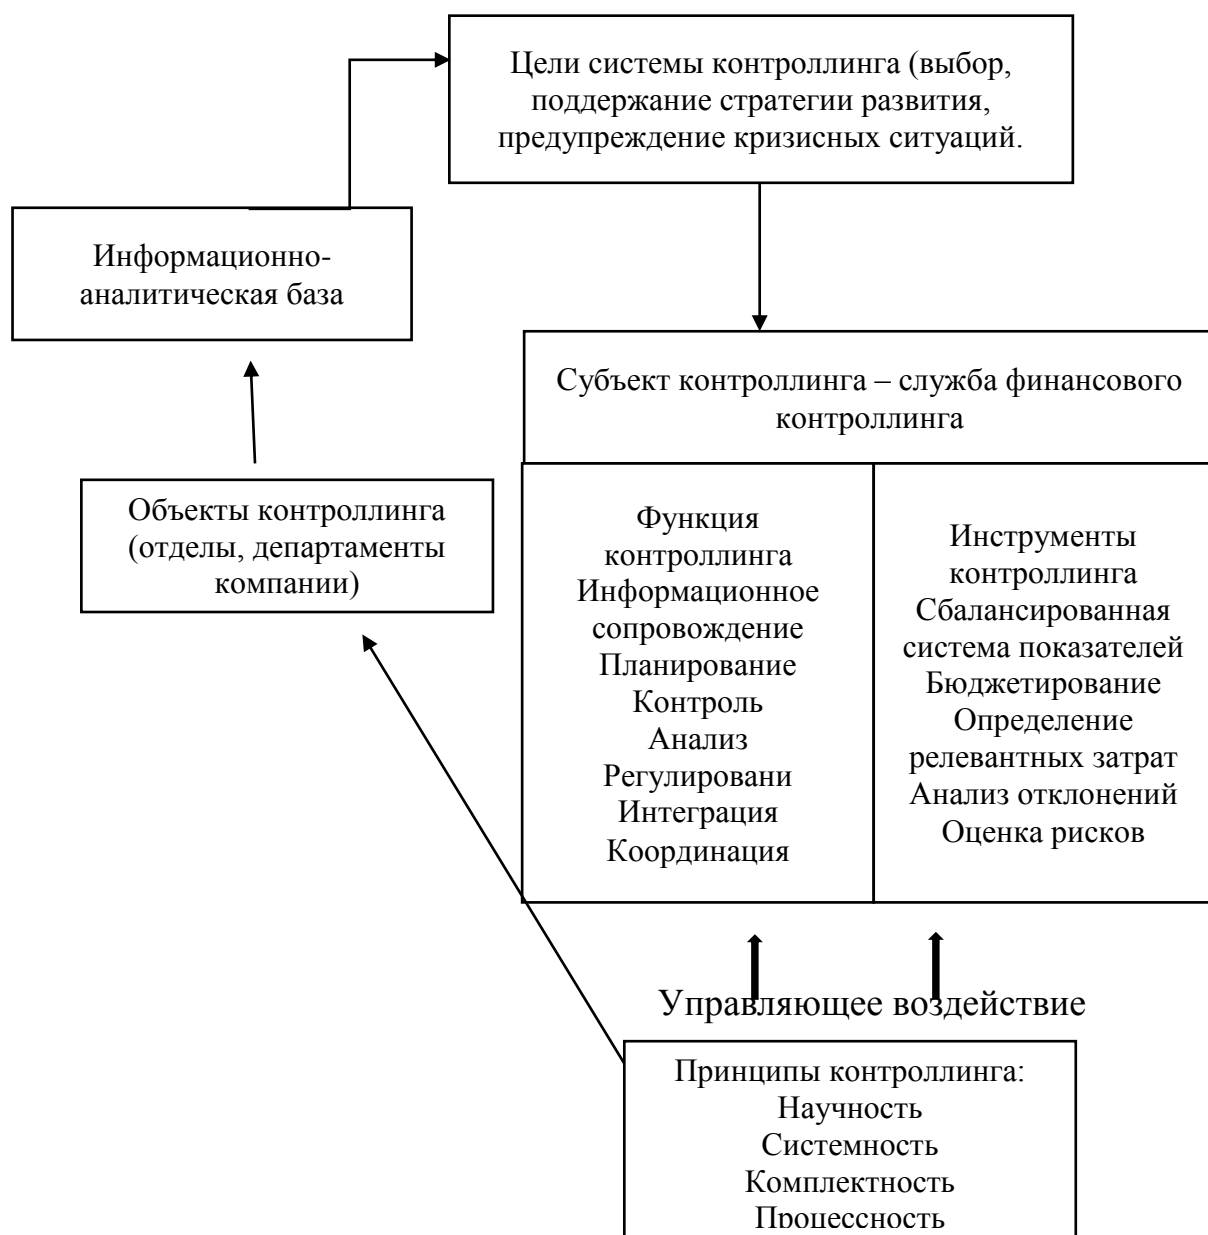 Цели системы контроллинга (выбор,
поддержание стратегии развития,
предупреждение кризисных ситуаций.
Информационно-
аналитическая база
Субъект контроллинга – служба финансового
контроллинга
Объекты контроллинга
(отделы, департаменты
компании)
Функция
контроллинга
Информационное
сопровождение
Планирование
Контроль
Анализ
Регулировани
Интеграция
Координация
Инструменты
контроллинга
Сбалансированная
система показателей
Бюджетирование
Определение
релевантных затрат
Анализ отклонений
Оценка рисков
Управляющее воздействие
Принципы контроллинга:
Научность
Системность
Комплектность
Процессность